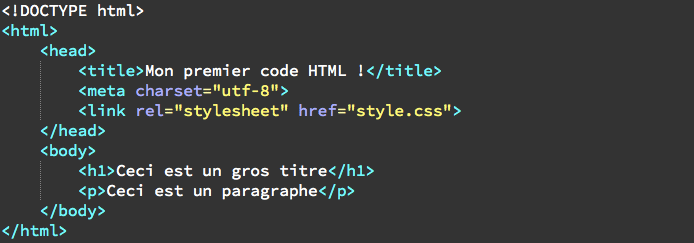 <!DOCTYPE html>
<html>
    <head>
        <title>Mon premier code HTML !</title>
        <meta charset="utf-8">
        <link rel="stylesheet" href="style.css">
    </head>
    <body>
        <h1>Ceci est un gros titre</h1>
        <p>Ceci est un paragraphe</p>
    </body>
</html>